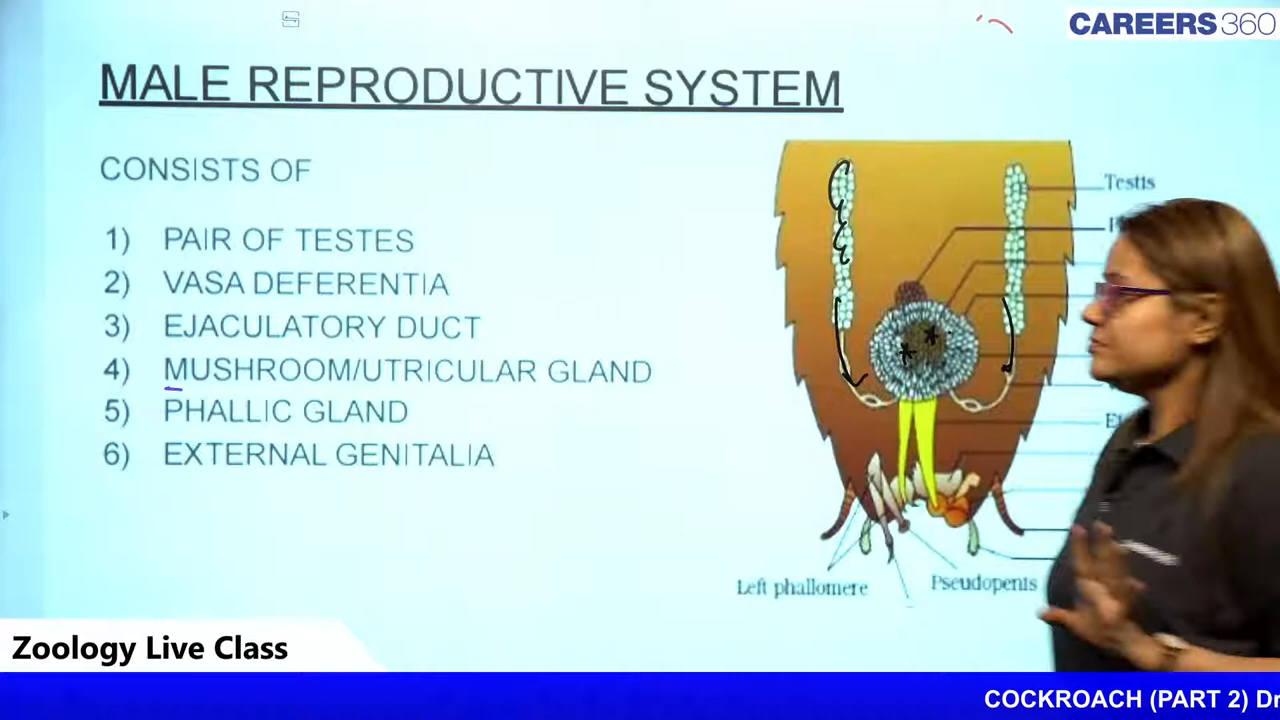 CAREERS360
MALE REPRODUCTIVE SYSTEM
CONSISTS OF
1) PAIR OF TESTES
2) VASA DEFERENTIA
3) EJACULATORY DUCT
4) MUSHROOM/UTRICULAR GLAND
5) PHALLIC GLAND
6) EXTERNAL GENITALIA
Testis
Left phallomere
Pseudopenis
Zoology Live Class
COCKROACH (PART 2)